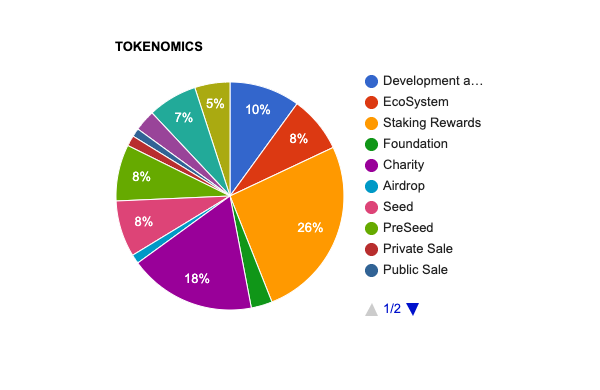 TOKENOMICS
5%
10%
7%
8%
8%
8%
26%
18%
Development a…
EcoSystem
Staking Rewards
Foundation
Charity
Airdrop
Seed
PreSeed
Private Sale
Public Sale
1/2